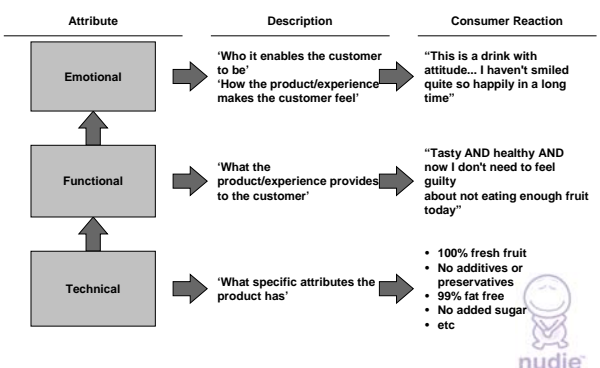 Attribute
Description
Consumer Reaction
Emotional
‘Who it enables the customer
to be’
‘How the product/experience
makes the customer feel’
“This is a drink with
attitude... I haven't smiled
quite so happily in a long
time”
Functional
‘What the
product/experience provides
to the customer’
“Tasty AND healthy AND
now I don't need to feel
guilty
about not eating enough fruit
today”
Technical
‘What specific attributes the
product has’
• 100% fresh fruit
• No additives or
preservatives
• 99% fat free
• No added sugar
• etc
nudie